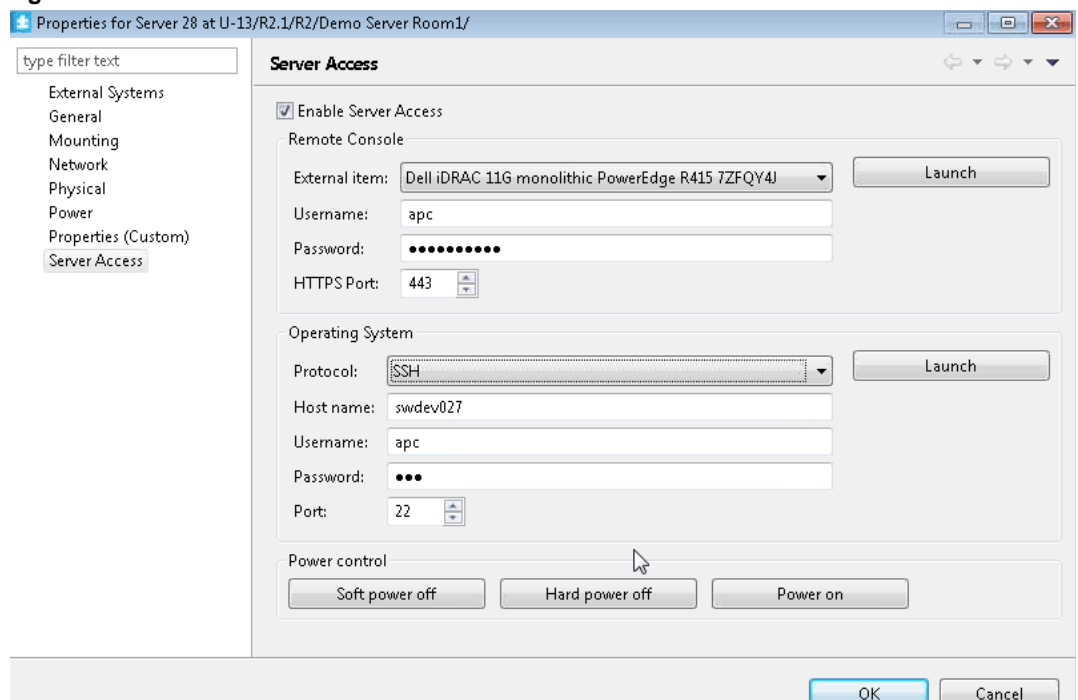 Properties for Server 28 at U-13/R2.1/R2/Demo Server Room1/
type filter text
External Systems
General
Mounting
Network
Physical
Power
Properties (Custom)
Server Access
Server Access
Enable Server Access
Remote Console
External item: Dell iDRAC 11G monolithic PowerEdge R415 7ZFQY4J Launch
Username: apc
Password: ••••••••••
HTTPS Port: 443
Operating System
Protocol: SSH Launch
Host name: swdev027
Username: apc
Password: •••
Port: 22
Power control
Soft power off Hard power off Power on
OK Cancel